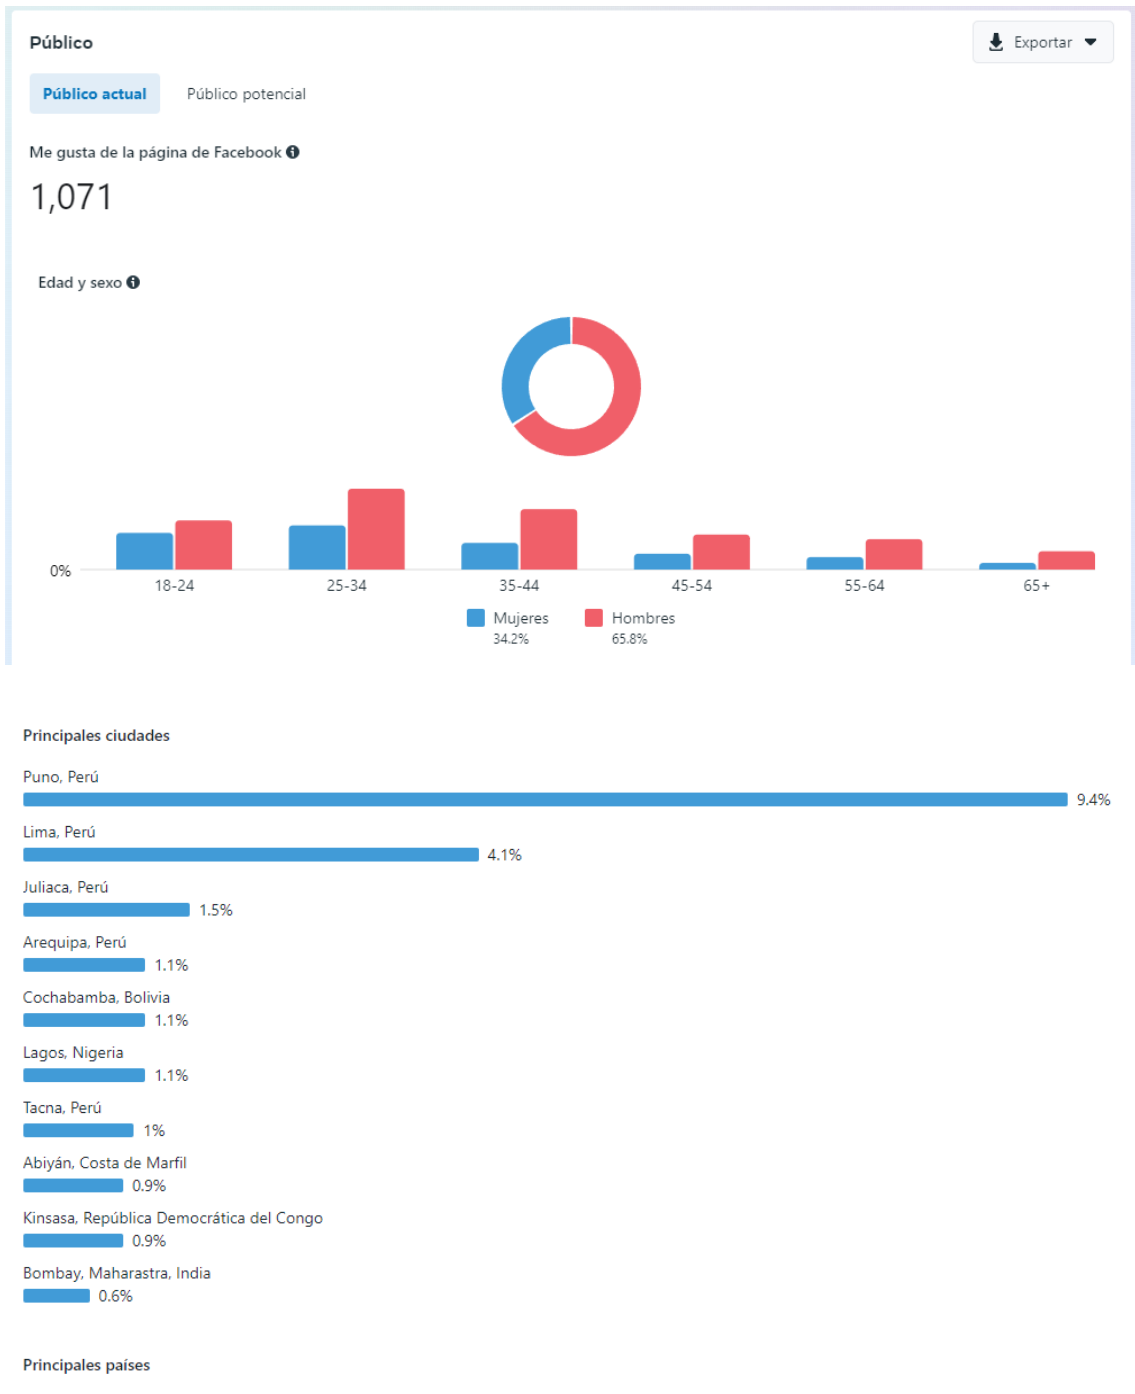 Público
Exportar
Público actual
Público potencial
Me gusta de la página de Facebook
1,071
Edad y sexo
0%
18-24
25-34
35-44
45-54
55-64
65+
Mujeres
34.2%
Hombres
65.8%
Principales ciudades
Puno, Perú
9.4%
Lima, Perú
4.1%
Juliaca, Perú
1.5%
Arequipa, Perú
1.1%
Cochabamba, Bolivia
1.1%
Lagos, Nigeria
1.1%
Tacna, Perú
1%
Abiyán, Costa de Marfil
0.9%
Kinsasa, República Democrática del Congo
0.9%
Bombay, Maharastra, India
0.6%
Principales países